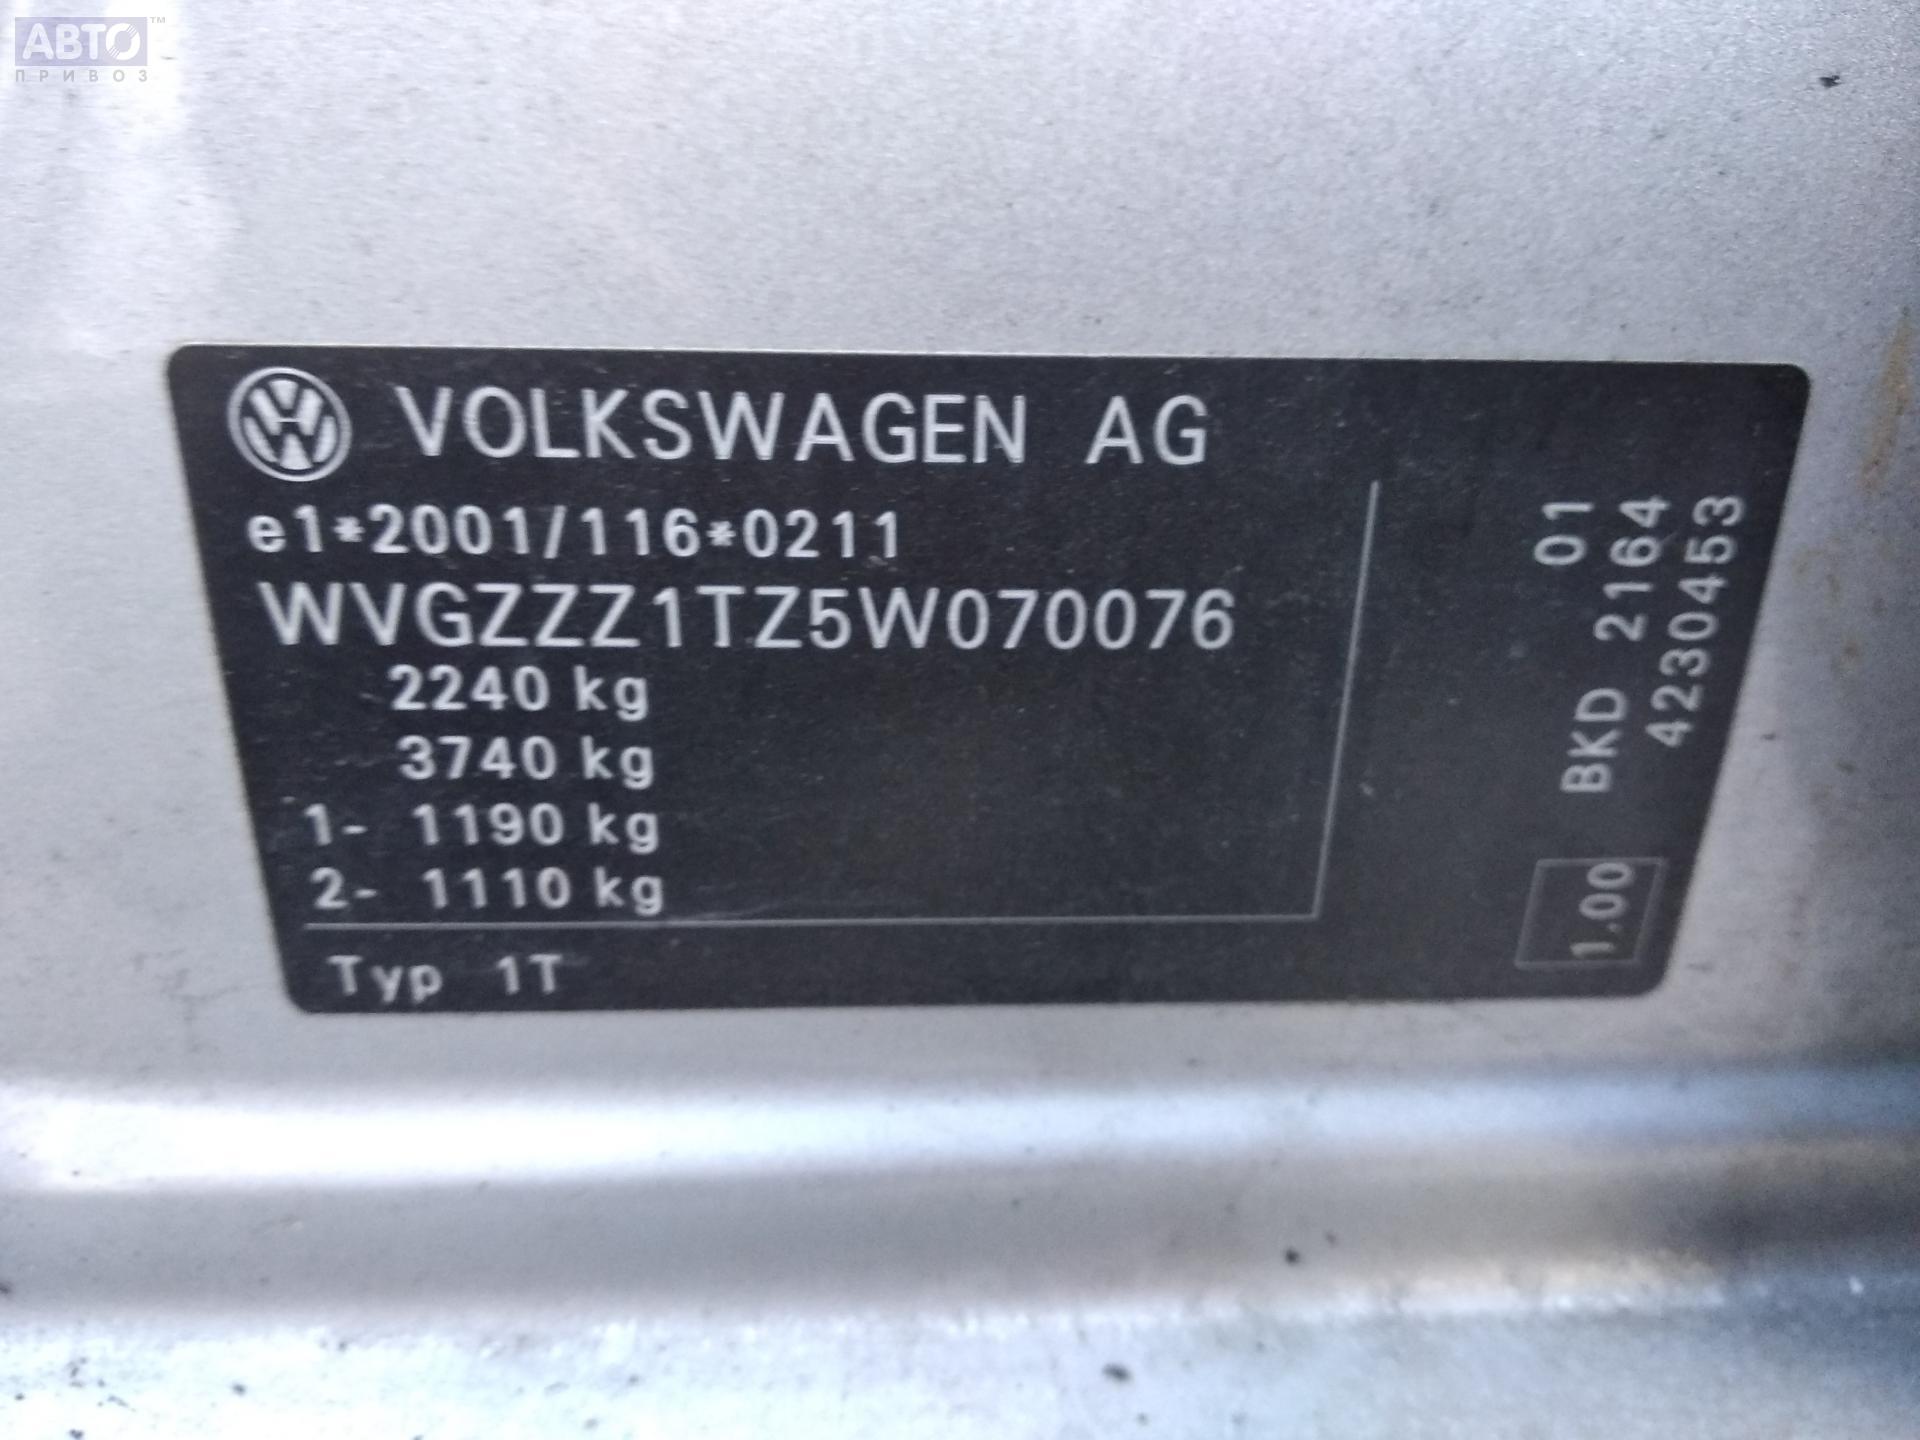 АВТО™
ПРИВОЗ
VOLKSWAGEN AG
e1*2001/116*0211
WVGZZZ1TZ5W070076
2240 kg
3740 kg
1- 1190 kg
2- 1110 kg
Typ 1T
01
BKD 2164
4230453
1.00